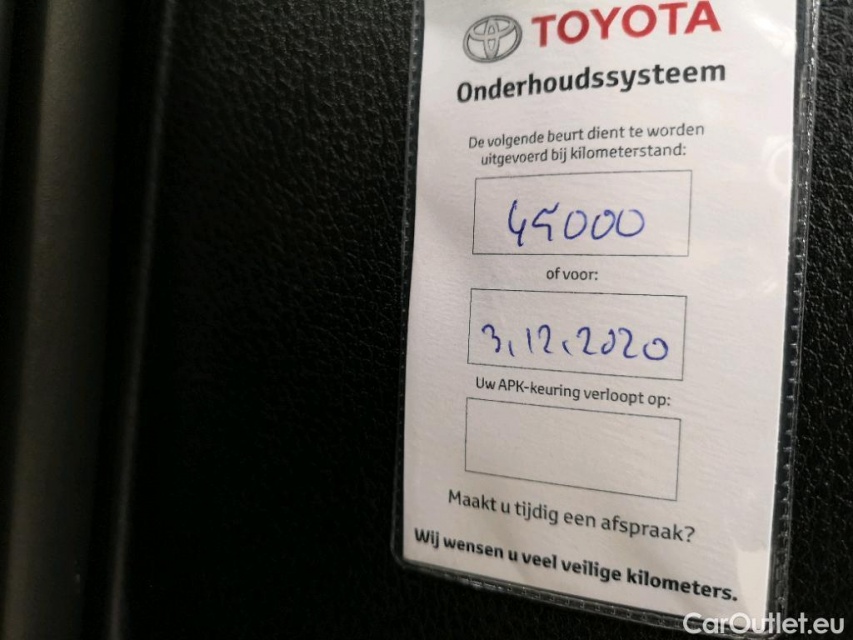 TOYOTA
Onderhoudssysteem
De volgende beurt dient te worden
uitgevoerd bij kilometerstand:
45000
of voor:
3.12.2020
Uw APK-keuring verloopt op:
Maakt u tijdig een afspraak?
Wij wensen u veel veilige kilometers.
CarOutlet.eu